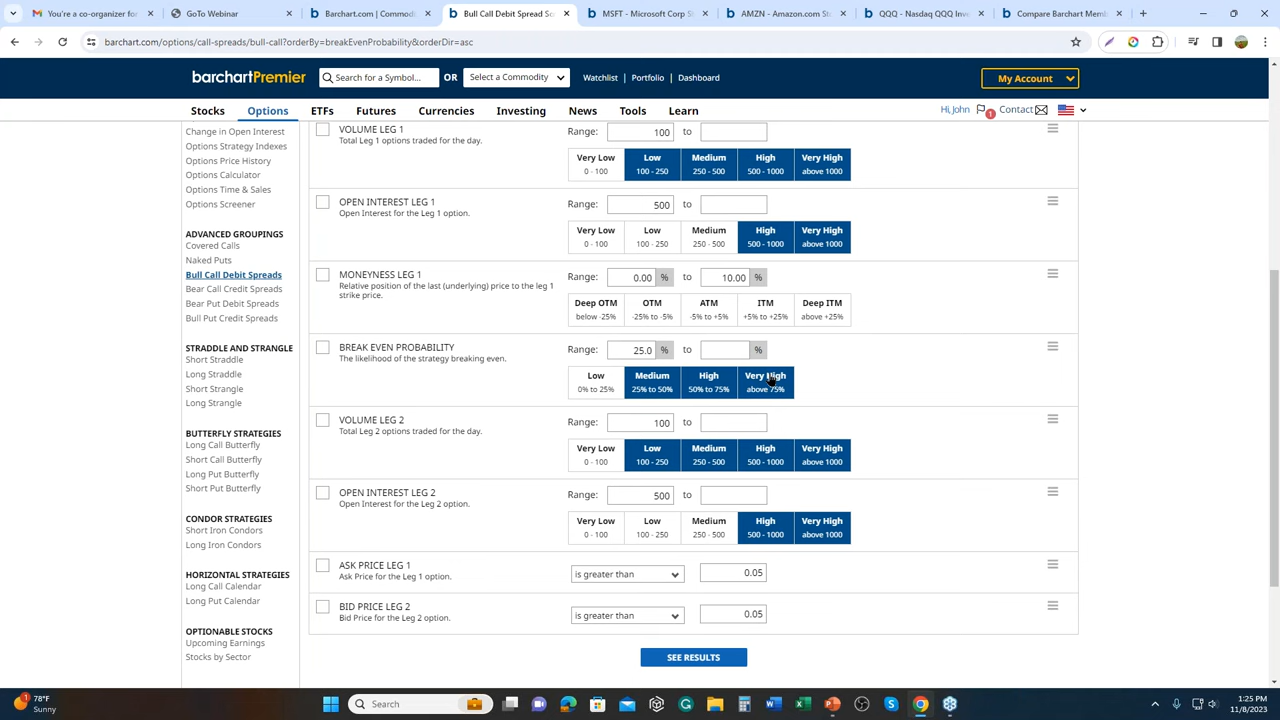 You're a co-organizer for
GoTo Webinar
Barchart.com | Commod
Bull Call Debit Spread Sc
MSFT - Microsoft Corp St
AMZN - Amazon.com Sto
QQQ - Nasdaq QQQ Inve
Compare Barchart Memb
barchart.com/options/call-spreads/bull-call?orderBy=breakEvenProbability&orderDir=asc
barchartPremier
Search for a Symbol...
OR
Select a Commodity
Watchlist
Portfolio
Dashboard
My Account
Stocks
Options
ETFs
Futures
Currencies
Investing
News
Tools
Learn
Hi, John
1
Contact
Change in Open Interest
Options Strategy Indexes
Options Price History
Options Calculator
Options Time & Sales
Options Screener
ADVANCED GROUPINGS
Covered Calls
Naked Puts
Bull Call Debit Spreads
Bear Call Credit Spreads
Bear Put Debit Spreads
Bull Put Credit Spreads
STRADDLE AND STRANGLE
Short Straddle
Long Straddle
Short Strangle
Long Strangle
BUTTERFLY STRATEGIES
Long Call Butterfly
Short Call Butterfly
Long Put Butterfly
Short Put Butterfly
CONDOR STRATEGIES
Short Iron Condors
Long Iron Condors
HORIZONTAL STRATEGIES
Long Call Calendar
Long Put Calendar
OPTIONABLE STOCKS
Upcoming Earnings
Stocks by Sector
VOLUME LEG 1
Total Leg 1 options traded for the day.
Range: 100 to
Very Low Low Medium High Very High
0 - 100 100 - 250 250 - 500 500 - 1000 above 1000
OPEN INTEREST LEG 1
Open Interest for the Leg 1 option.
Range: 500 to
Very Low Low Medium High Very High
0 - 100 100 - 250 250 - 500 500 - 1000 above 1000
MONEYNESS LEG 1
Relative position of the last (underlying) price to the leg 1
strike price.
Range: 0.00 % to 10.00 %
Deep OTM OTM ATM ITM Deep ITM
below -25% -25% to -5% -5% to +5% +5% to +25% above +25%
BREAK EVEN PROBABILITY
The likelihood of the strategy breaking even.
Range: 25.0 % to %
Low Medium High Very High
0% to 25% 25% to 50% 50% to 75% above 75%
VOLUME LEG 2
Total Leg 2 options traded for the day.
Range: 100 to
Very Low Low Medium High Very High
0 - 100 100 - 250 250 - 500 500 - 1000 above 1000
OPEN INTEREST LEG 2
Open Interest for the Leg 2 option.
Range: 500 to
Very Low Low Medium High Very High
0 - 100 100 - 250 250 - 500 500 - 1000 above 1000
ASK PRICE LEG 1
Ask Price for the Leg 1 option.
is greater than 0.05
BID PRICE LEG 2
Bid Price for the Leg 2 option.
is greater than 0.05
SEE RESULTS
1
78°F
Sunny
Search
1:25 PM
11/8/2023